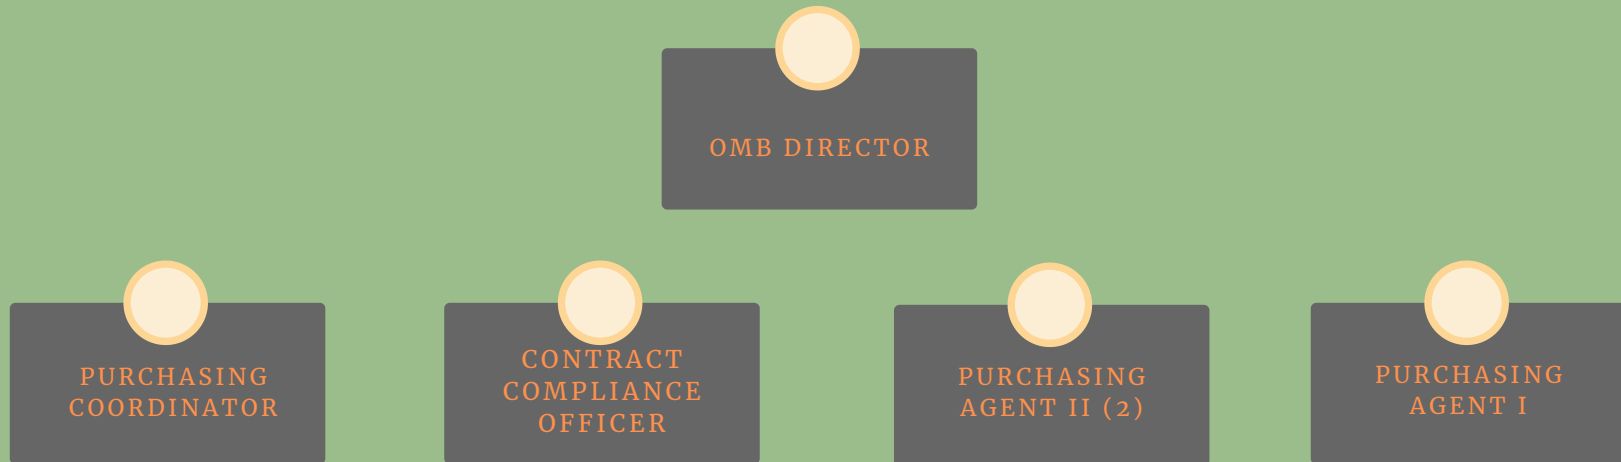 OMB DIRECTOR
PURCHASING
COORDINATOR
CONTRACT
COMPLIANCE
OFFICER
PURCHASING
AGENT II (2)
PURCHASING
AGENT I